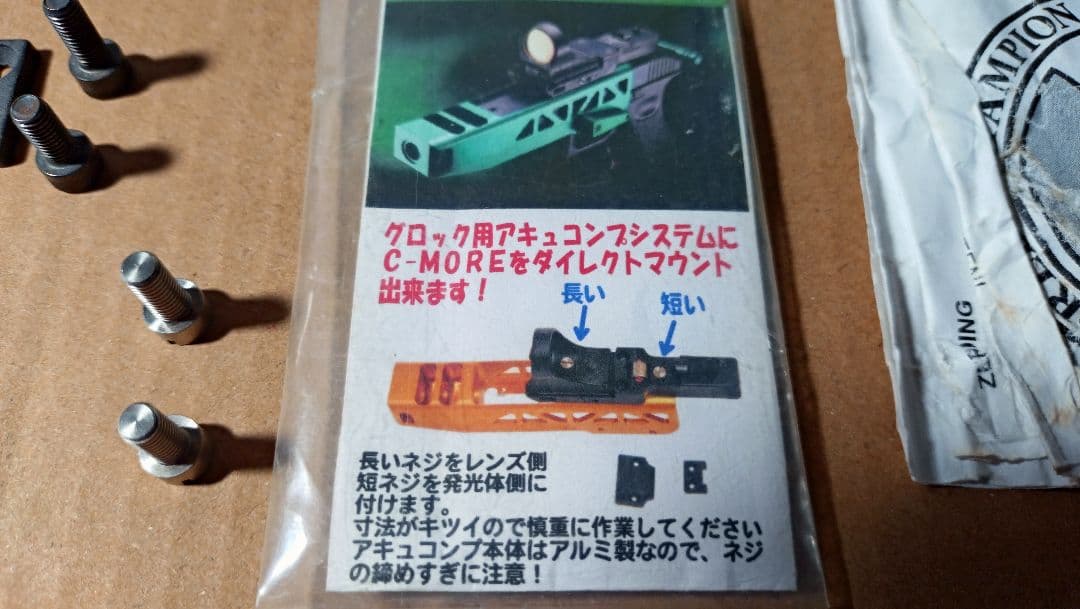 グロック用アキュコンプシステムに
C-MOREをダイレクトマウント
出来ます!
長い
短い
長いネジをレンズ側
短ネジを発光体側に
付けます。
寸法がキツイので慎重に作業してください
アキュコンプ本体はアルミ製なので、ネジ
の締めすぎに注意!
AMPION